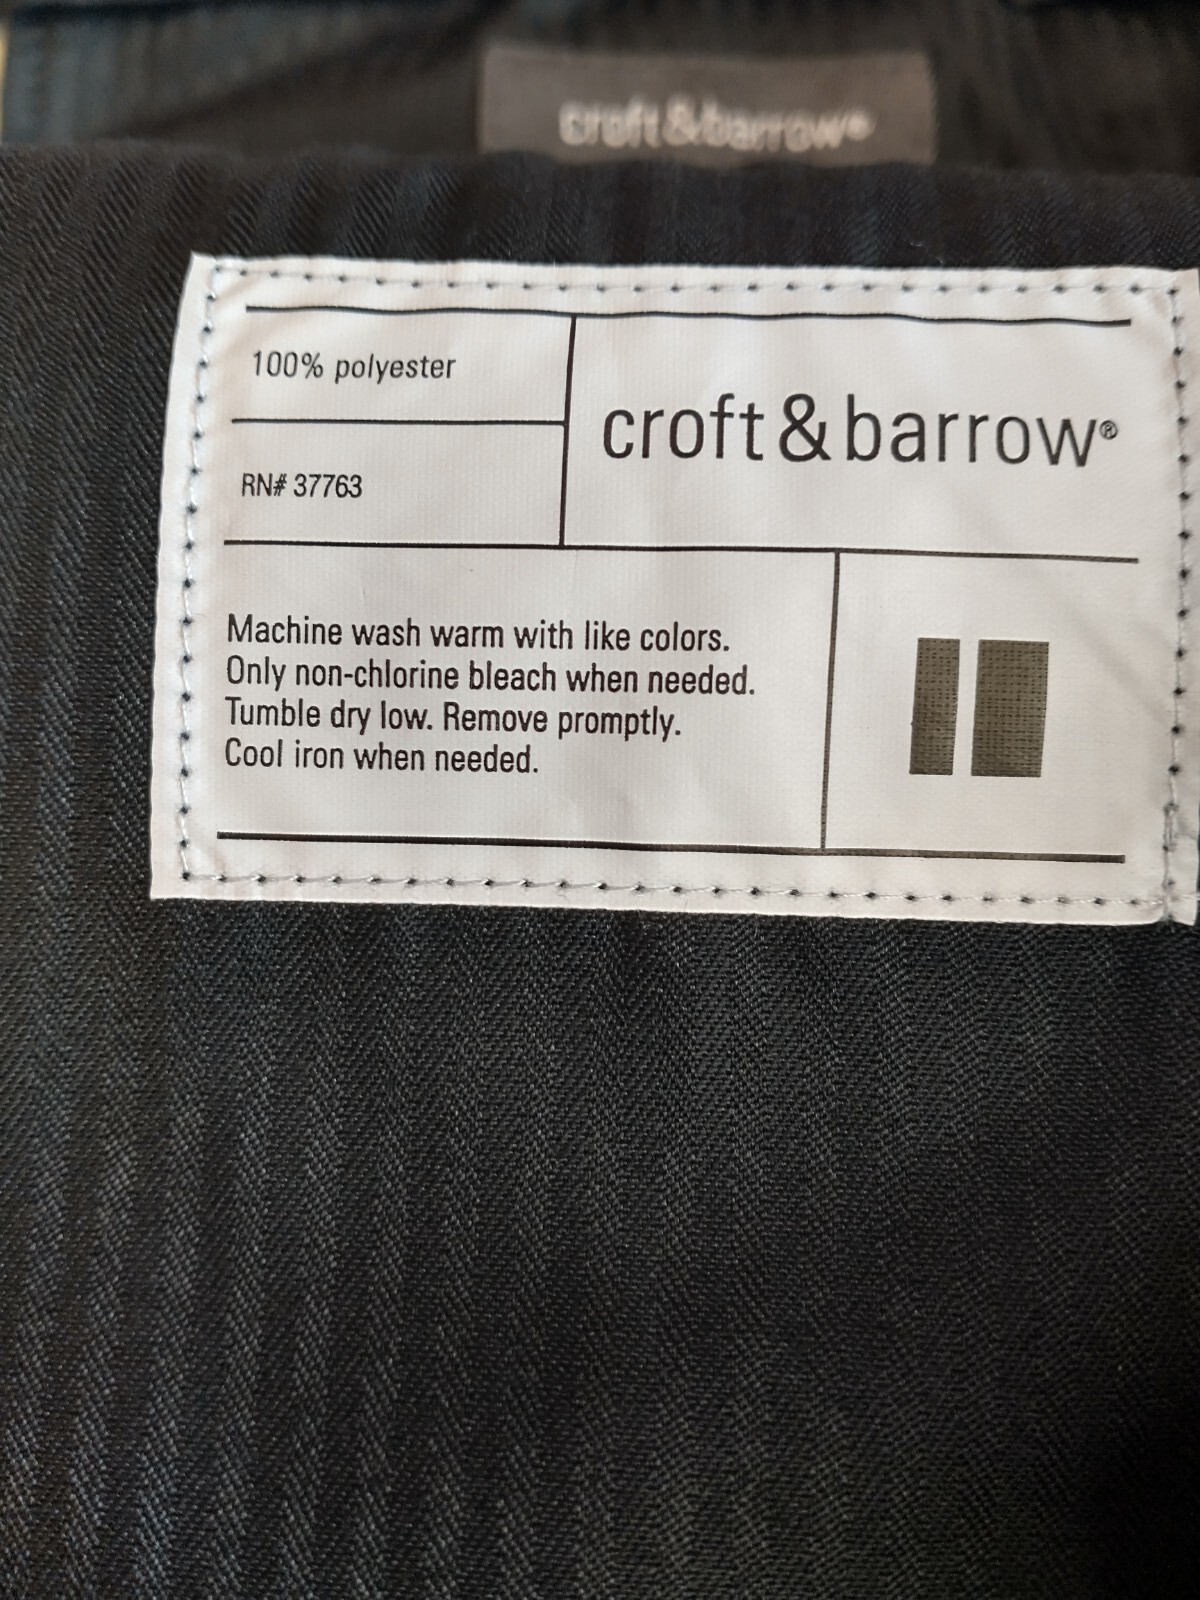 croft&barrow®
100% polyester
croft&barrow®
RN# 37763
Machine wash warm with like colors.
Only non-chlorine bleach when needed.
Tumble dry low. Remove promptly.
Cool iron when needed.